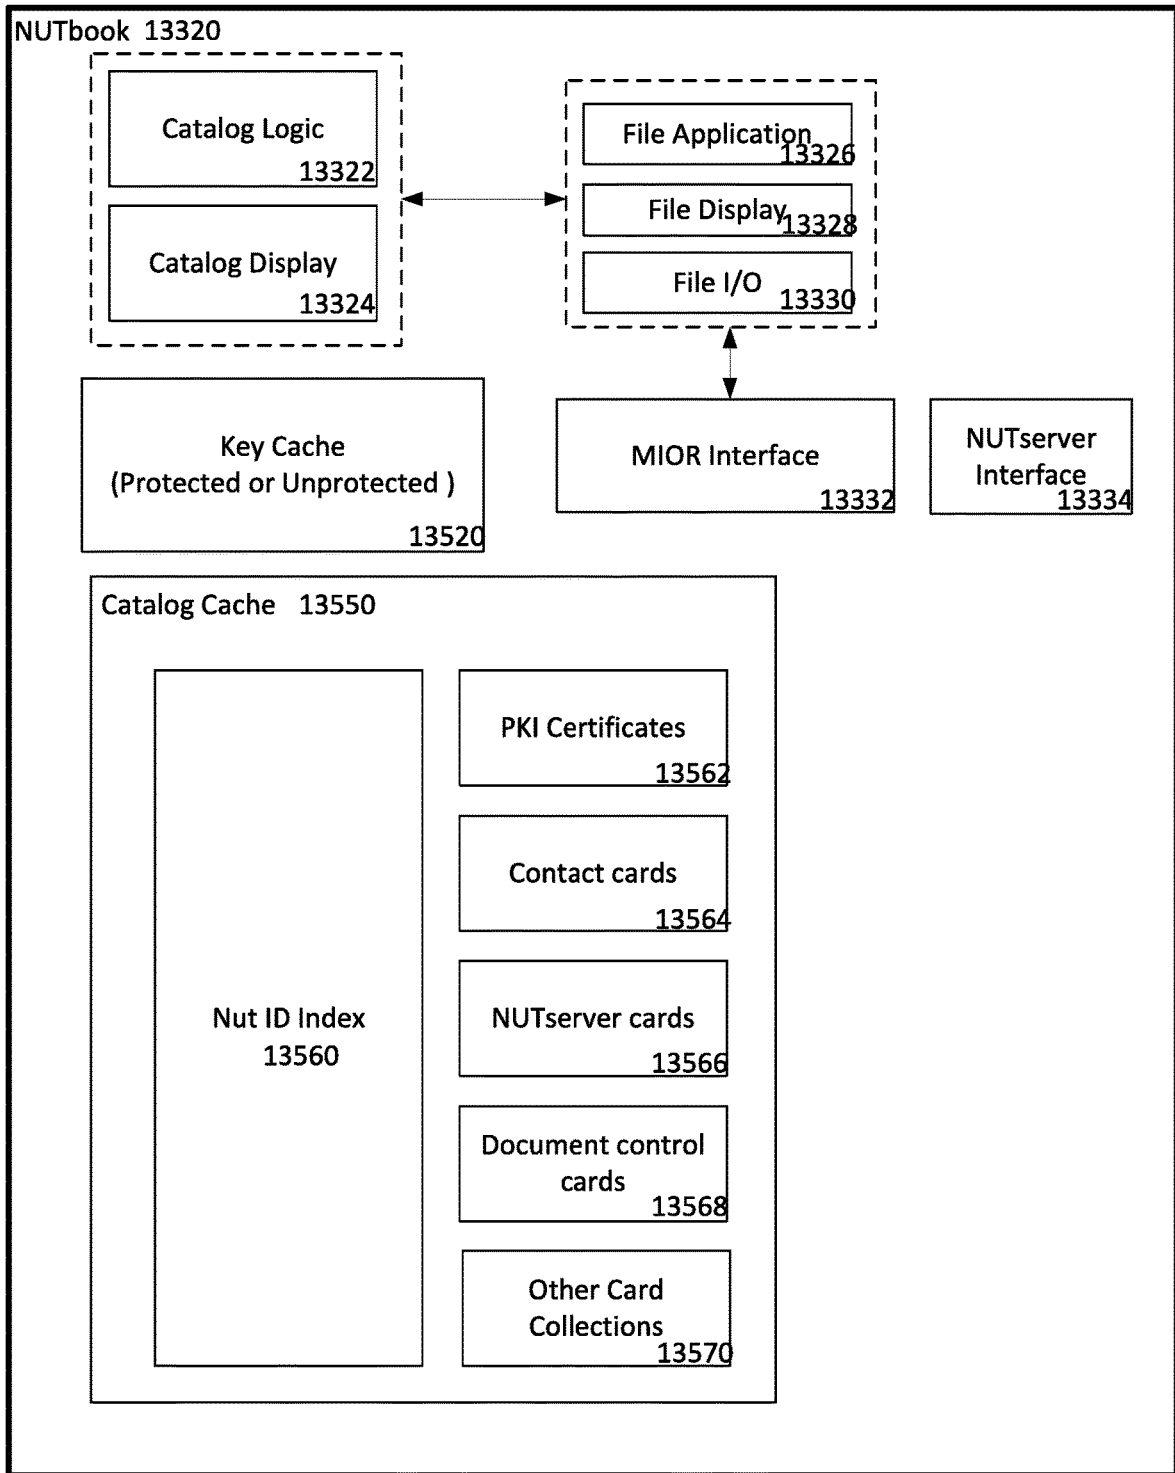 NUTbook 13320
Catalog Logic
13322
Catalog Display
13324
File Application
13326
File Display
13328
File I/O
13330
Key Cache
(Protected or Unprotected )
13520
MIOR Interface
13332
NUTserver
Interface
13334
Catalog Cache 13550
Nut ID Index
13560
PKI Certificates
13562
Contact cards
13564
NUTserver cards
13566
Document control
cards
13568
Other Card
Collections
13570